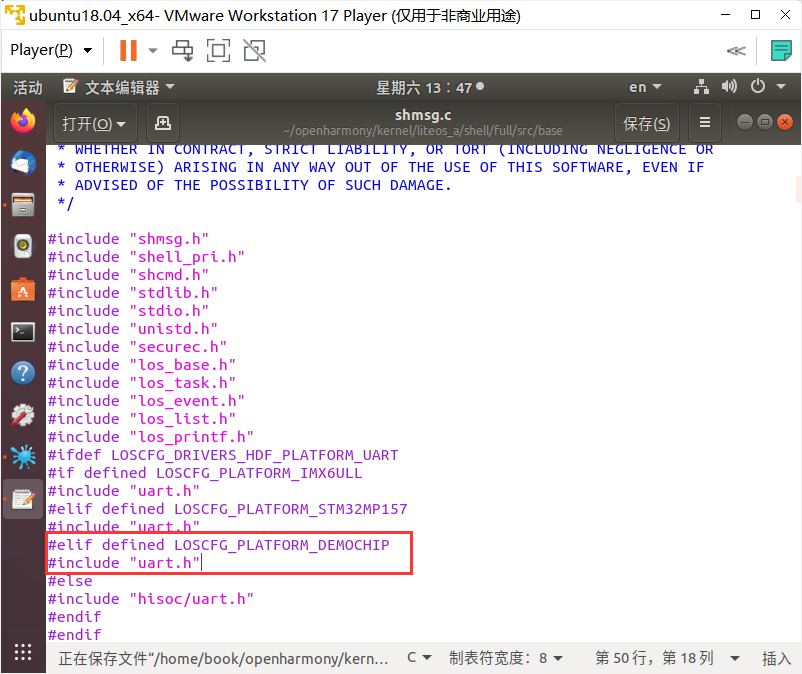 ubuntu18.04_x64- VMware Workstation 17 Player (仅用于非商业用途)
Player(P)
活动 文本编辑器 星期六 13：47 en
打开(O) shmsg.c 保存(S)
~/openharmony/kernel/liteos_a/shell/full/src/base
* WHETHER IN CONTRACT, STRICT LIABILITY, OR TORT (INCLUDING NEGLIGENCE OR
* OTHERWISE) ARISING IN ANY WAY OUT OF THE USE OF THIS SOFTWARE, EVEN IF
* ADVISED OF THE POSSIBILITY OF SUCH DAMAGE.
*/
#include "shmsg.h"
#include "shell_pri.h"
#include "shcmd.h"
#include "stdlib.h"
#include "stdio.h"
#include "unistd.h"
#include "securec.h"
#include "los_base.h"
#include "los_task.h"
#include "los_event.h"
#include "los_list.h"
#include "los_printf.h"
#ifdef LOSCFG_DRIVERS_HDF_PLATFORM_UART
#if defined LOSCFG_PLATFORM_IMX6ULL
#include "uart.h"
#elif defined LOSCFG_PLATFORM_STM32MP157
#include "uart.h"
#elif defined LOSCFG_PLATFORM_DEMOCHIP
#include "uart.h"
#else
#include "hisoc/uart.h"
#endif
#endif
正在保存文件“/home/book/openharmony/kern… C 制表符宽度：8 第 50 行，第 18 列 插入